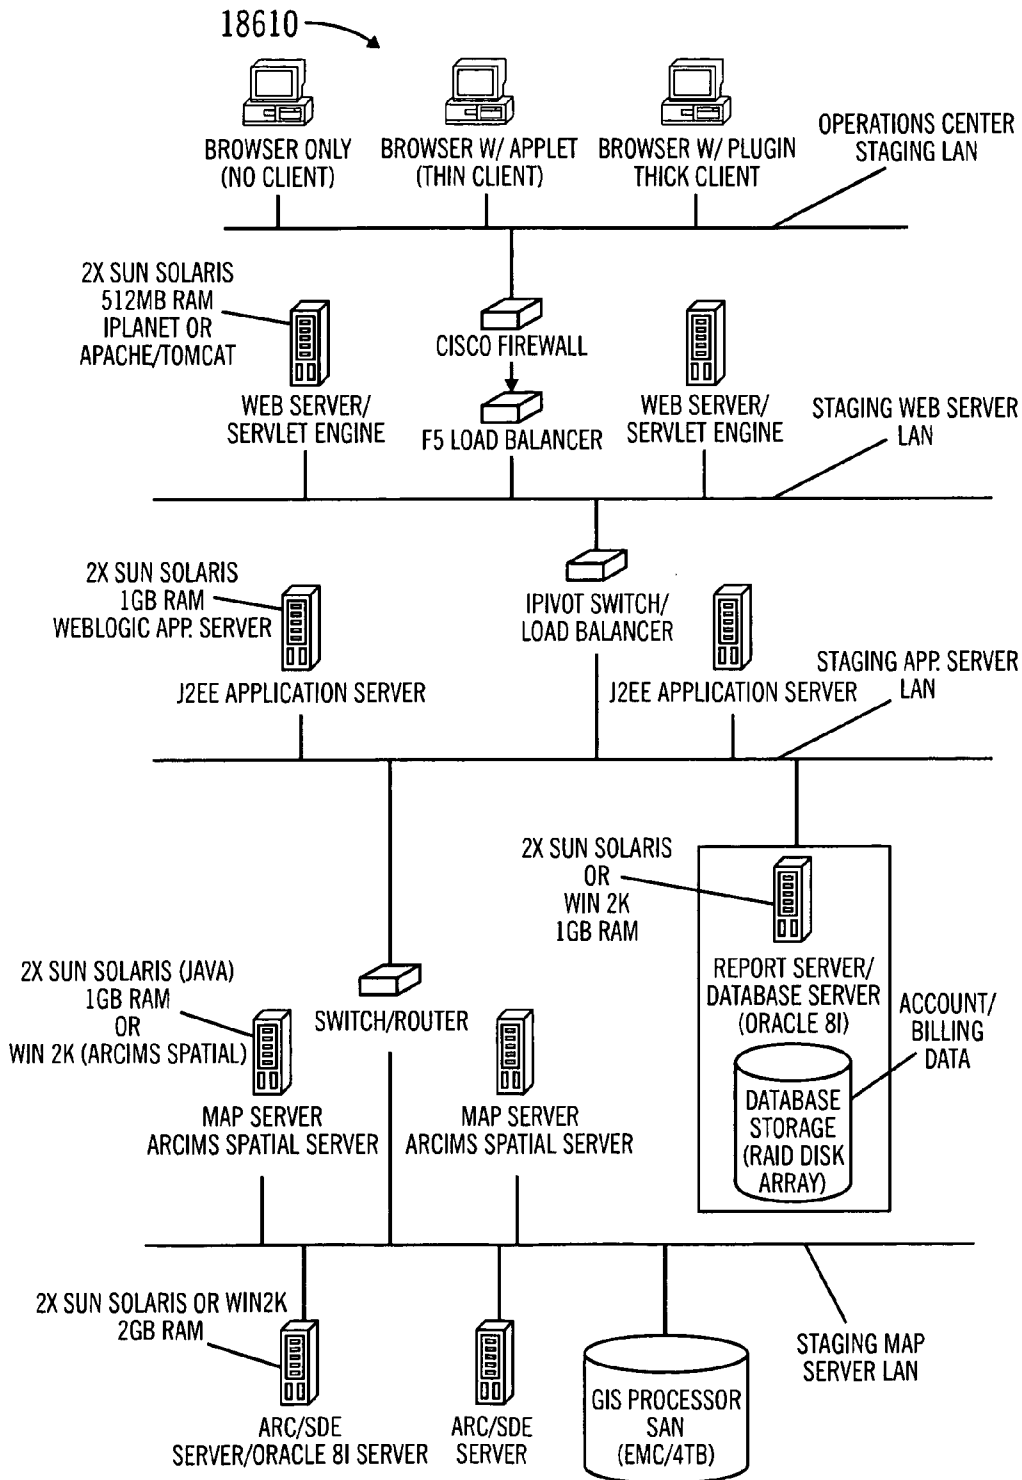 18610
BROWSER ONLY
(NO CLIENT)
BROWSER W/ APPLET
(THIN CLIENT)
BROWSER W/ PLUGIN
THICK CLIENT
OPERATIONS CENTER
STAGING LAN
2X SUN SOLARIS
512MB RAM
IPLANET OR
APACHE/TOMCAT
CISCO FIREWALL
WEB SERVER/
SERVLET ENGINE
F5 LOAD BALANCER
WEB SERVER/
SERVLET ENGINE
STAGING WEB SERVER
LAN
2X SUN SOLARIS
1GB RAM
WEBLOGIC APP. SERVER
IPIVOT SWITCH/
LOAD BALANCER
J2EE APPLICATION SERVER
J2EE APPLICATION SERVER
STAGING APP. SERVER
LAN
2X SUN SOLARIS
OR
WIN 2K
1GB RAM
REPORT SERVER/
DATABASE SERVER
(ORACLE 8I)
ACCOUNT/
BILLING
DATA
DATABASE
STORAGE
(RAID DISK
ARRAY)
2X SUN SOLARIS (JAVA)
1GB RAM
OR
WIN 2K (ARCIMS SPATIAL)
SWITCH/ROUTER
MAP SERVER
ARCIMS SPATIAL SERVER
MAP SERVER
ARCIMS SPATIAL SERVER
2X SUN SOLARIS OR WIN2K
2GB RAM
ARC/SDE
SERVER/ORACLE 8I SERVER
ARC/SDE
SERVER
GIS PROCESSOR
SAN
(EMC/4TB)
STAGING MAP
SERVER LAN